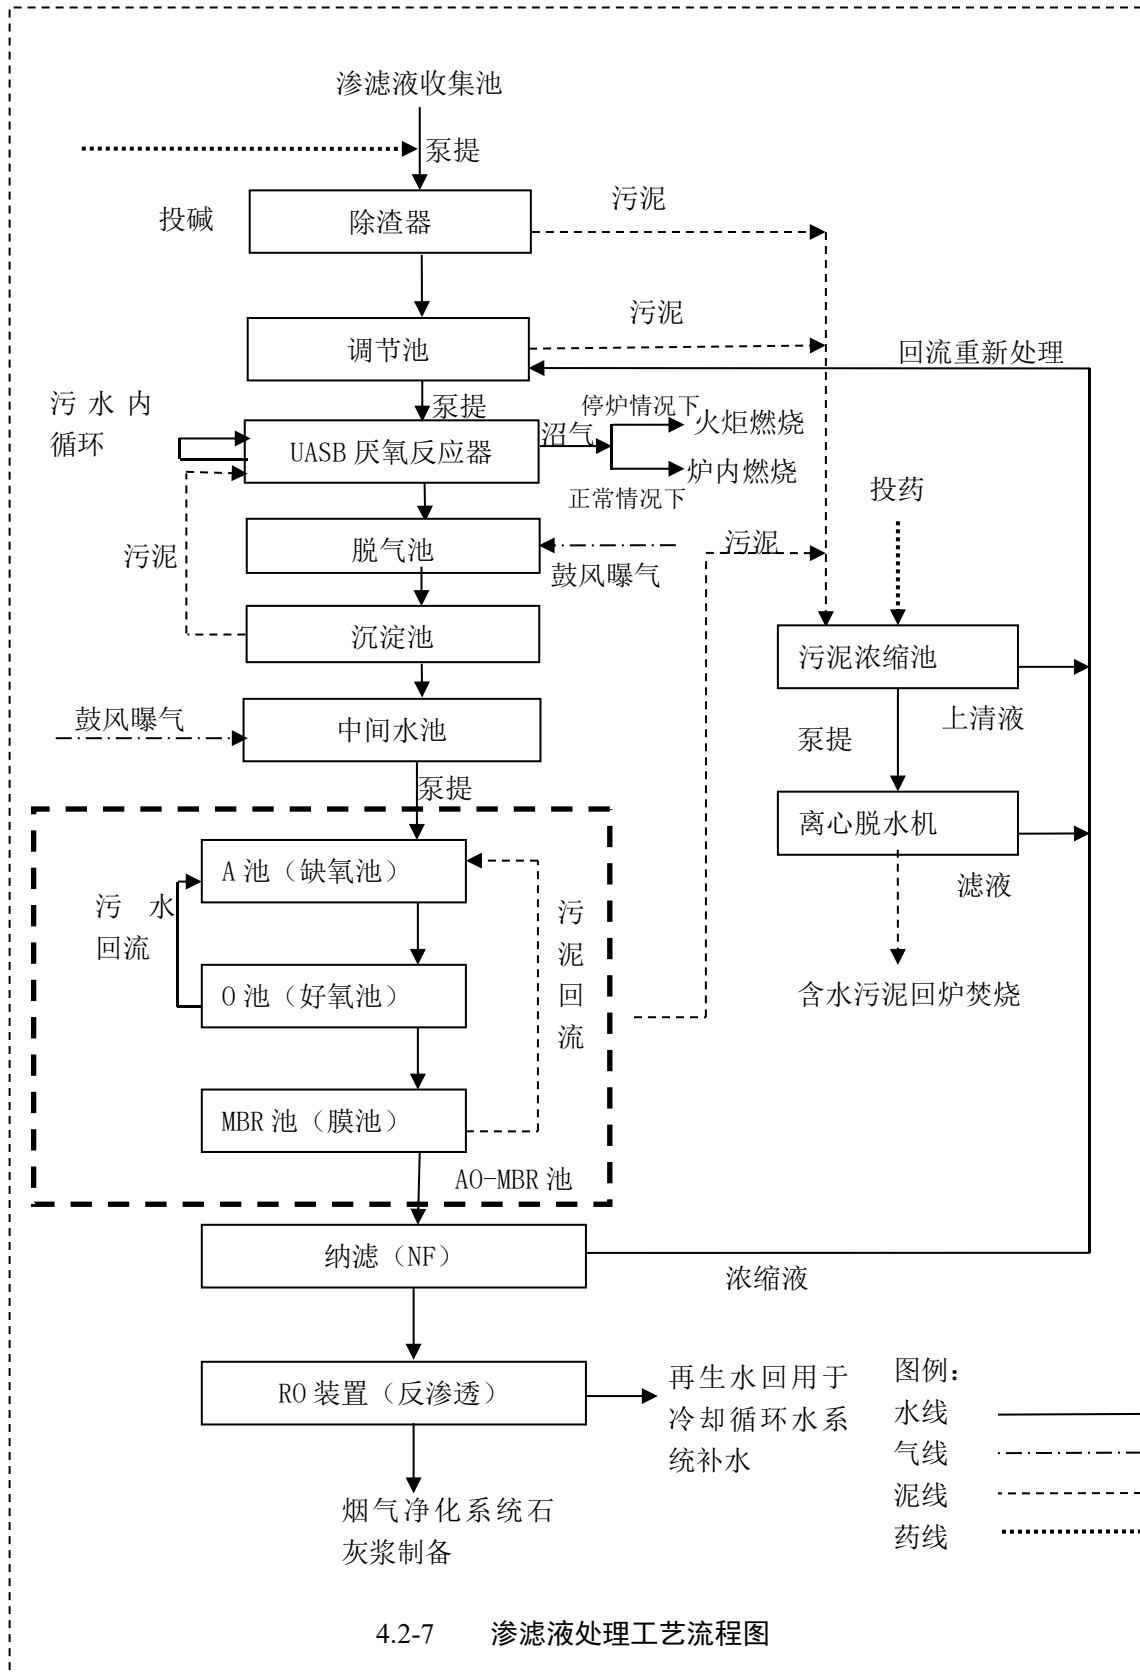 渗滤液收集池
泵提
投碱
除渣器
污泥
调节池
污泥
回流重新处理
污水内
循环
泵提
UASB 厌氧反应器
沼气
停炉情况下
火炬燃烧
炉内燃烧
正常情况下
投药
污泥
脱气池
鼓风曝气
污泥
沉淀池
污泥浓缩池
上清液
鼓风曝气
中间水池
泵提
泵提
离心脱水机
滤液
含水污泥回炉焚烧
A 池（缺氧池）
污水
回流
O 池（好氧池）
污
泥
回
流
MBR 池（膜池）
AO-MBR 池
纳滤（NF）
浓缩液
RO 装置（反渗透）
再生水回用于
冷却循环水系
统补水
烟气净化系统石
灰浆制备
图例：
水线
气线
泥线
药线
4.2-7 渗滤液处理工艺流程图